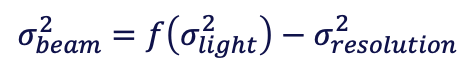 σ²_beam = f(σ²_light) − σ²_resolution